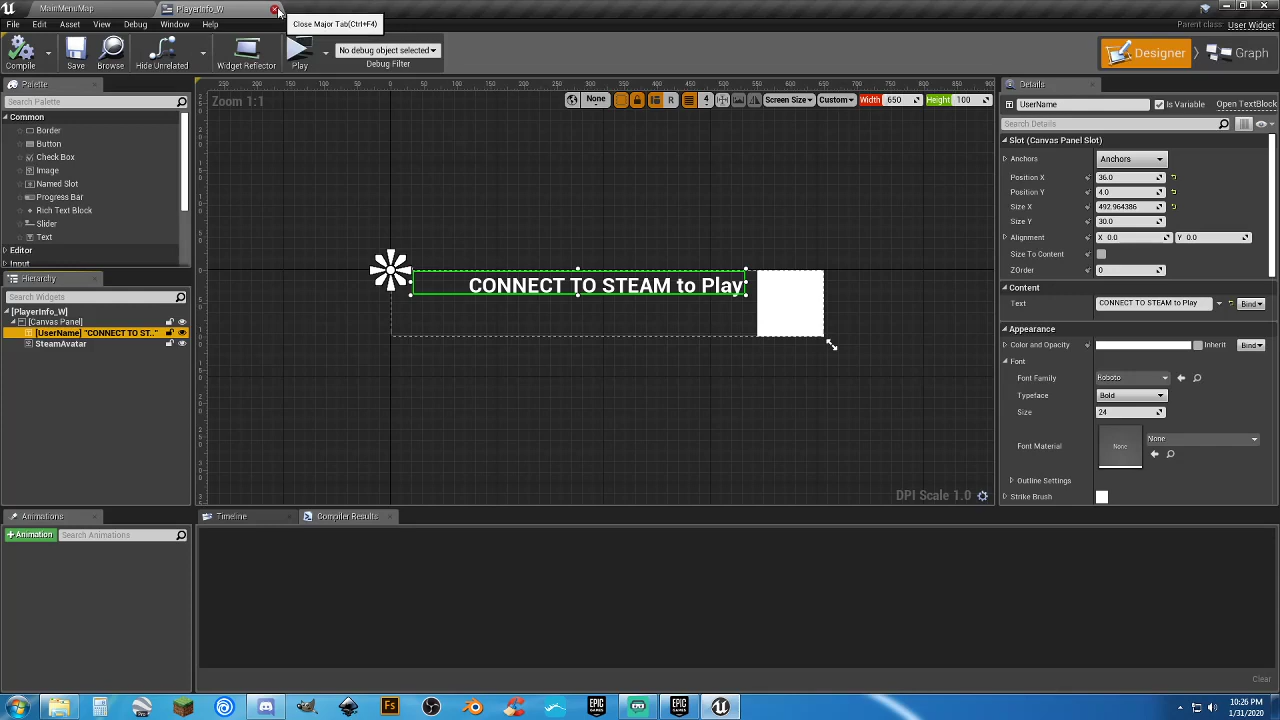 MainMenuMap
PlayerInfo_W
Close Major Tab(Ctrl+F4)
File Edit Asset View Debug Window Help
Parent class: User Widget
Compile Save Browse Hide Unrelated Widget Reflector Play
No debug object selected
Debug Filter
Designer Graph
Palette
Search Palette
Common
Border
Button
Check Box
Image
Named Slot
Progress Bar
Rich Text Block
Slider
Text
Editor
Input
Zoom 1:1
None R 4 Screen Size Custom Width 650 Height 100
CONNECT TO STEAM to Play
DPI Scale 1.0
Hierarchy
Search Widgets
[PlayerInfo_W]
[Canvas Panel]
[UserName] "CONNECT TO ST.."
SteamAvatar
Details
UserName Is Variable Open TextBlock
Search Details
Slot (Canvas Panel Slot)
Anchors Anchors
Position X 36.0
Position Y 4.0
Size X 492.964386
Size Y 30.0
Alignment X 0.0 Y 0.0
Size To Content
ZOrder 0
Content
Text CONNECT TO STEAM to Play Bind
Appearance
Color and Opacity Inherit Bind
Font
Font Family Roboto
Typeface Bold
Size 24
Font Material None None
Outline Settings
Strike Brush
Animations
+Animation Search Animations
Timeline
Compiler Results
Clear
Fs
EPIC GAMES
EPIC GAMES
10:26 PM
1/31/2020